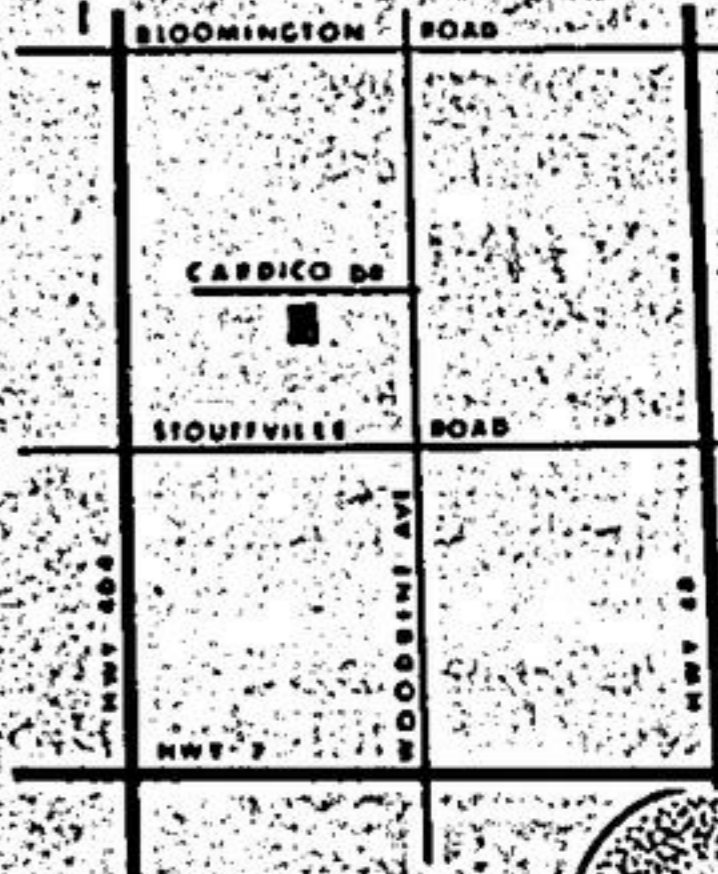 BLOOMINGTON ROAD
CARDICO DR
STOUFFVILLE ROAD
HWY 404
WOODBINE AVE
HWY 48
HWY 7